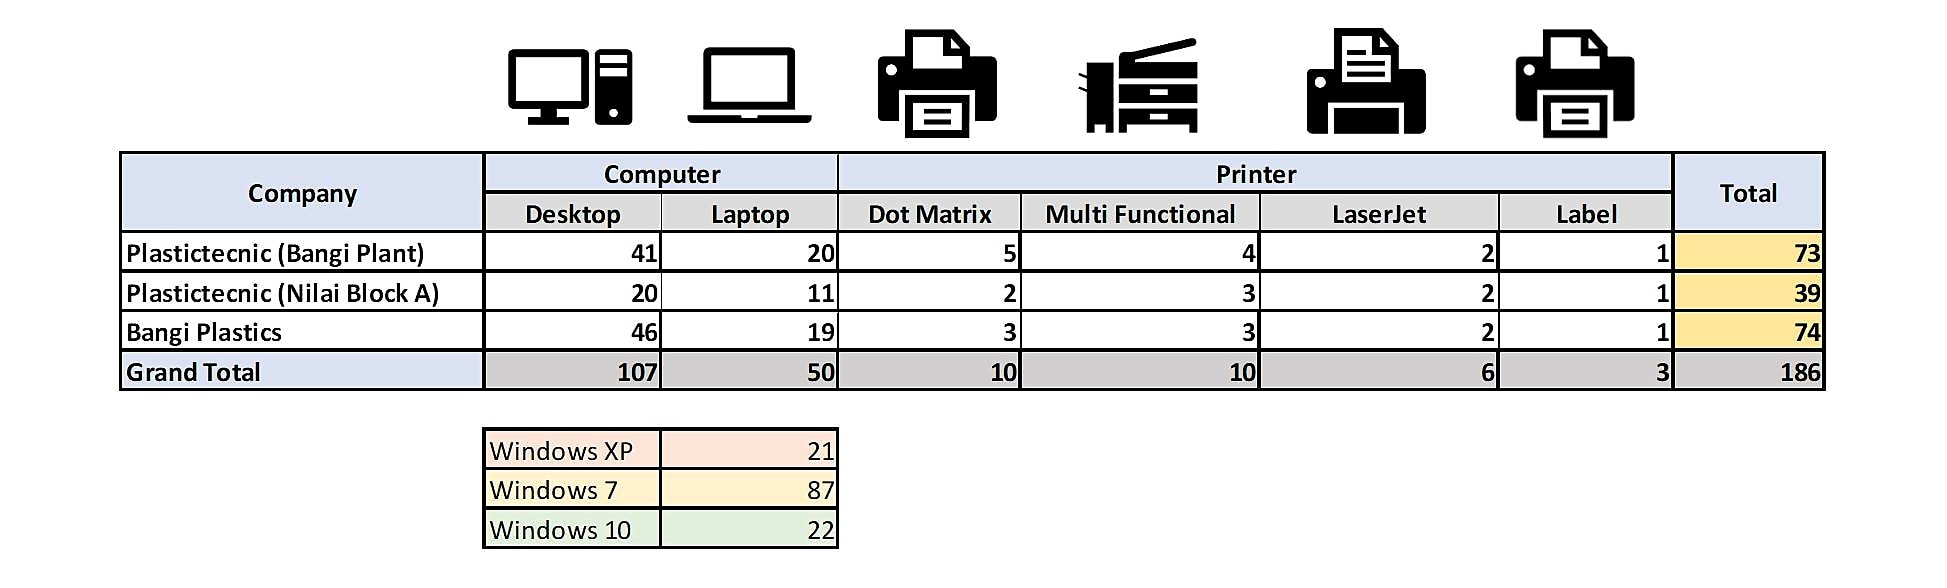 Company Computer Printer Total
Desktop Laptop Dot Matrix Multi Functional LaserJet Label
Plastictecnic (Bangi Plant) 41 20 5 4 2 1 73
Plastictecnic (Nilai Block A) 20 11 2 3 2 1 39
Bangi Plastics 46 19 3 3 2 1 74
Grand Total 107 50 10 10 6 3 186
Windows XP 21
Windows 7 87
Windows 10 22